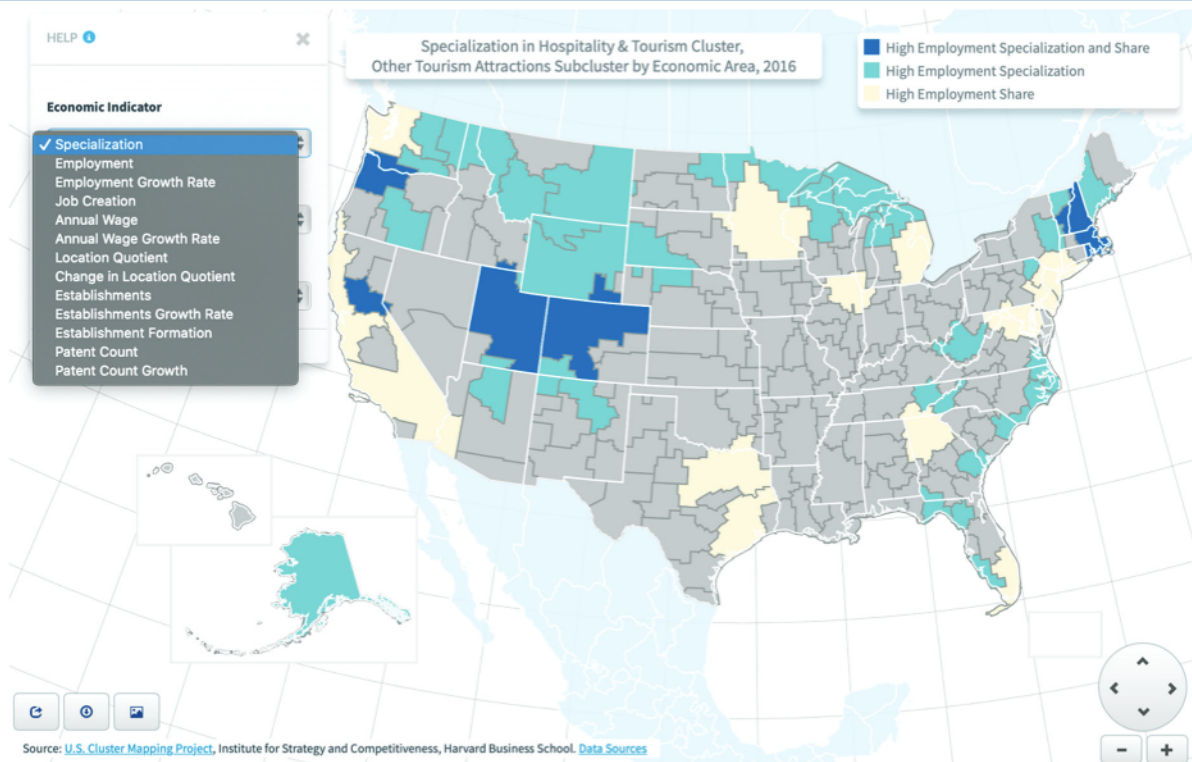 HELP
Economic Indicator
✓ Specialization
Employment
Employment Growth Rate
Job Creation
Annual Wage
Annual Wage Growth Rate
Location Quotient
Change in Location Quotient
Establishments
Establishments Growth Rate
Establishment Formation
Patent Count
Patent Count Growth
Specialization in Hospitality & Tourism Cluster,
Other Tourism Attractions Subcluster by Economic Area, 2016
High Employment Specialization and Share
High Employment Specialization
High Employment Share
Source: U.S. Cluster Mapping Project, Institute for Strategy and Competitiveness, Harvard Business School. Data Sources